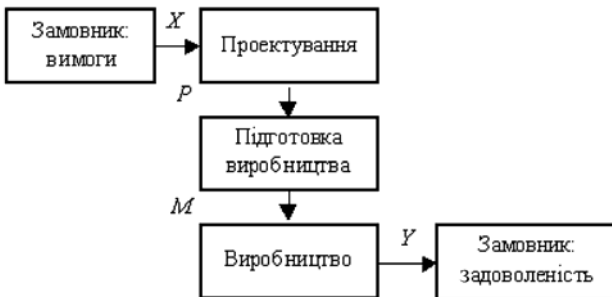 Замовник:
вимоги
X
Проектування
P
Підготовка
виробництва
M
Виробництво
Y
Замовник:
задоволеність